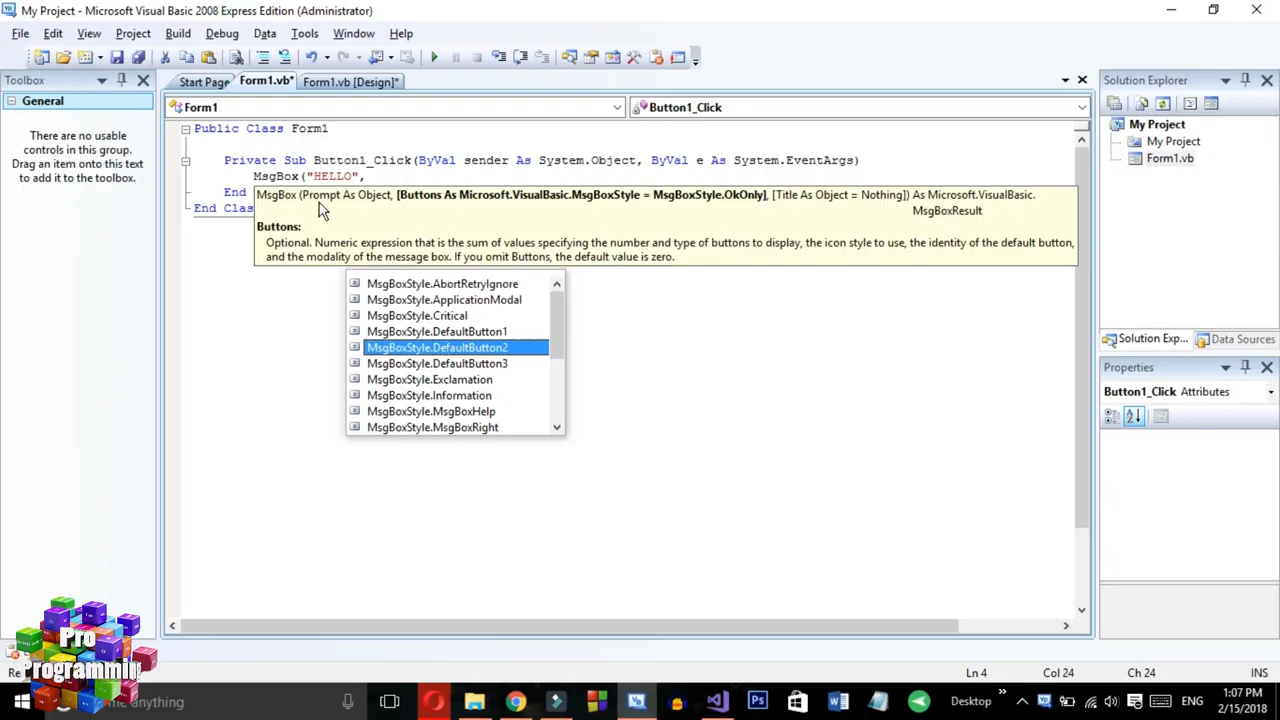 My Project - Microsoft Visual Basic 2008 Express Edition (Administrator)
File Edit View Project Build Debug Data Tools Window Help
Toolbox
General
There are no usable
controls in this group.
Drag an item onto this text
to add it to the toolbox.
Start Page Form1.vb* Form1.vb [Design]*
Form1 Button1_Click
Public Class Form1
Private Sub Button1_Click(ByVal sender As System.Object, ByVal e As System.EventArgs)
MsgBox("HELLO",
End
End Clas
MsgBox (Prompt As Object, [Buttons As Microsoft.VisualBasic.MsgBoxStyle = MsgBoxStyle.OkOnly], [Title As Object = Nothing]) As Microsoft.VisualBasic.
MsgBoxResult
Buttons:
Optional. Numeric expression that is the sum of values specifying the number and type of buttons to display, the icon style to use, the identity of the default button,
and the modality of the message box. If you omit Buttons, the default value is zero.
MsgBoxStyle.AbortRetryIgnore
MsgBoxStyle.ApplicationModal
MsgBoxStyle.Critical
MsgBoxStyle.DefaultButton1
MsgBoxStyle.DefaultButton2
MsgBoxStyle.DefaultButton3
MsgBoxStyle.Exclamation
MsgBoxStyle.Information
MsgBoxStyle.MsgBoxHelp
MsgBoxStyle.MsgBoxRight
Solution Explorer
My Project
My Project
Form1.vb
Solution Exp... Data Sources
Properties
Button1_Click Attributes
Pro
Programming
Re
Ln 4 Col 24 Ch 24 INS
me anything
Desktop
ENG
1:07 PM
2/15/2018